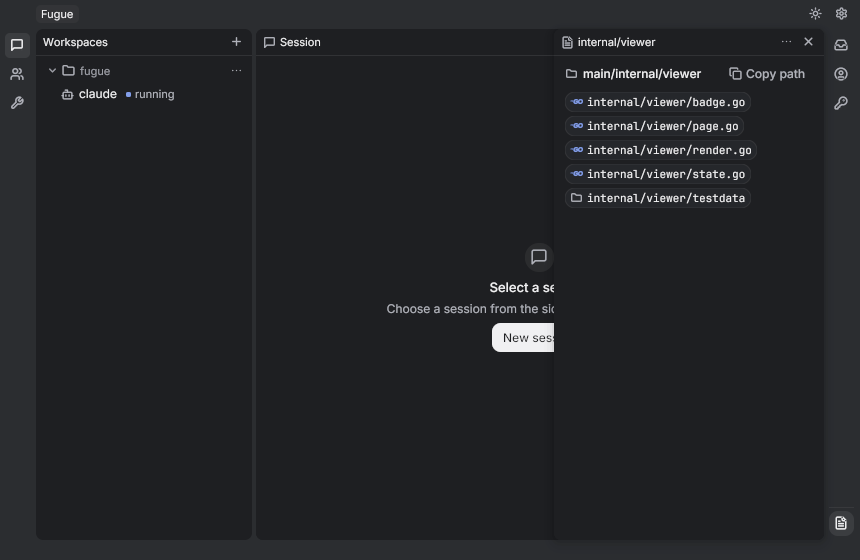 Fugue
Workspaces
fugue
claude running
Session
Select a se
Choose a session from the sid
New sess
internal/viewer
main/internal/viewer Copy path
internal/viewer/badge.go
internal/viewer/page.go
internal/viewer/render.go
internal/viewer/state.go
internal/viewer/testdata